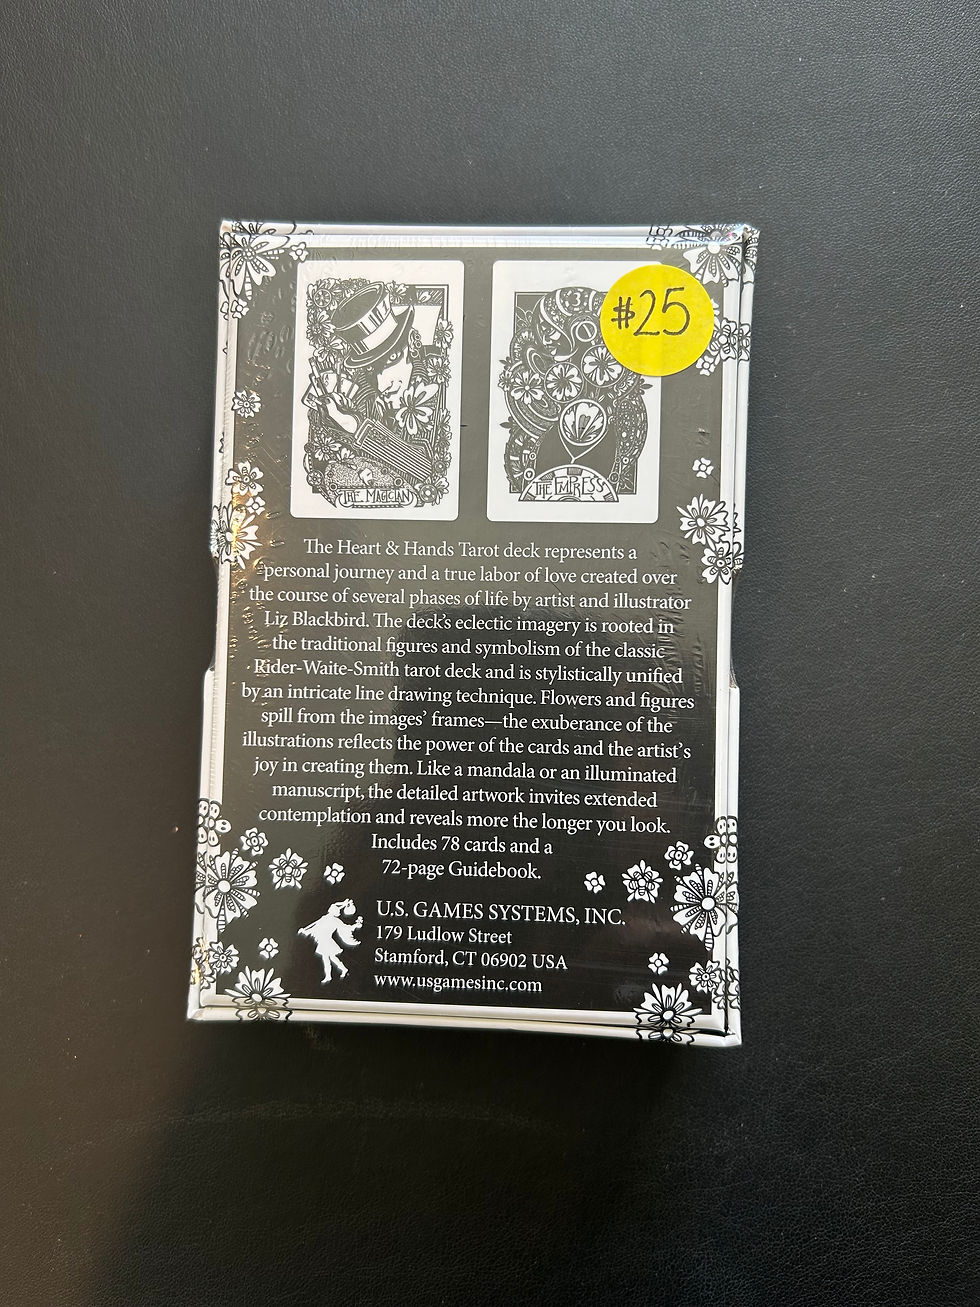 #25
3
THE MAGICIAN
THE EMPRESS
The Heart & Hands Tarot deck represents a
personal journey and a true labor of love created over
the course of several phases of life by artist and illustrator
Liz Blackbird. The deck's eclectic imagery is rooted in
the traditional figures and symbolism of the classic
Rider-Waite-Smith tarot deck and is stylistically unified
by an intricate line drawing technique. Flowers and figures
spill from the images' frames—the exuberance of the
illustrations reflects the power of the cards and the artist's
joy in creating them. Like a mandala or an illuminated
manuscript, the detailed artwork invites extended
contemplation and reveals more the longer you look.
Includes 78 cards and a
72-page Guidebook.
U.S. GAMES SYSTEMS, INC.
179 Ludlow Street
Stamford, CT 06902 USA
www.usgamesinc.com